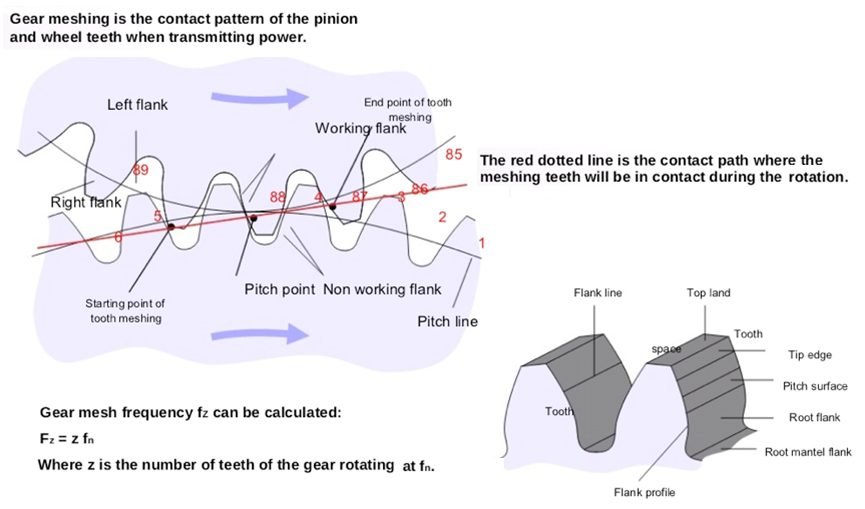 Gear meshing is the contact pattern of the pinion
and wheel teeth when transmitting power.
Left flank
End point of tooth
meshing
Working flank
85
89
86
Right flank
88
4
87
3
5
2
6
1
Starting point of
tooth meshing
Pitch point
Non working flank
Pitch line
The red dotted line is the contact path where the
meshing teeth will be in contact during the rotation.
Flank line
Top land
Tooth
space
Tip edge
Pitch surface
Tooth
Root flank
Root mantel flank
Flank profile
Gear mesh frequency fz can be calculated:
Fz = z fn
Where z is the number of teeth of the gear rotating at fn.